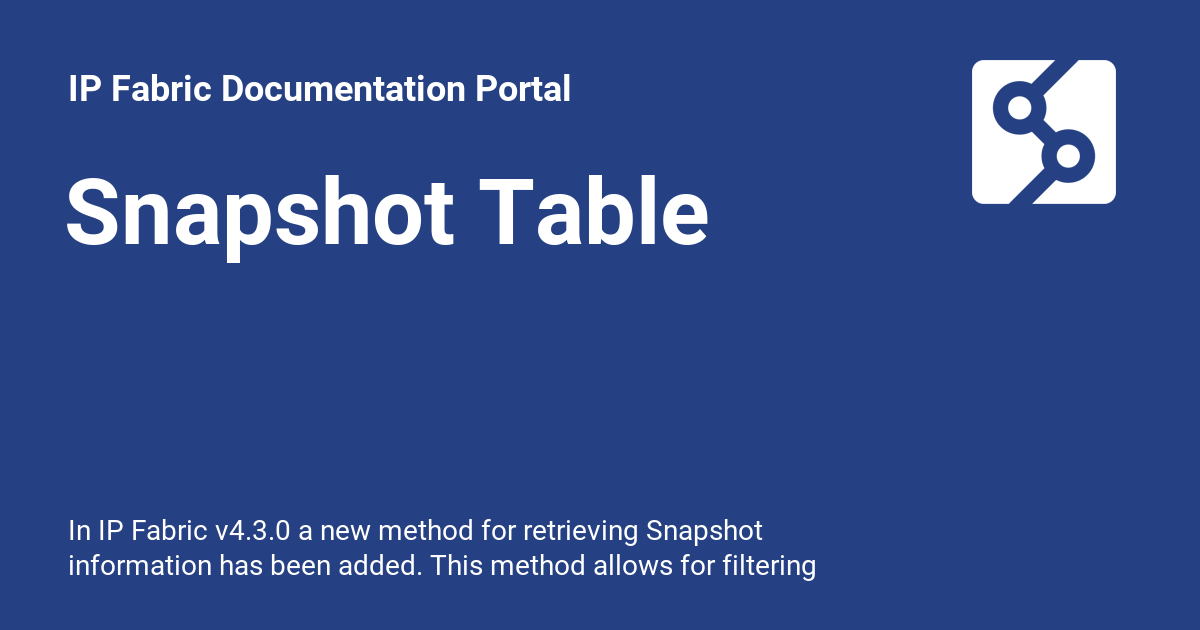 IP Fabric Documentation Portal
Snapshot Table
In IP Fabric v4.3.0 a new method for retrieving Snapshot
information has been added. This method allows for filtering